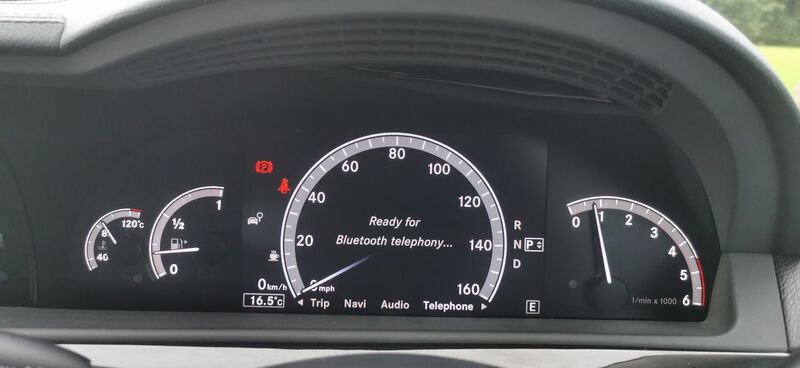 120°C
8
40
1
½
0
P
80
60
100
40
120
20
140
160
Ready for
Bluetooth telephony...
0 km/h
mph
16.5°C
Trip Navi Audio Telephone
R
N P
D
E
0 1 2 3 4 5 6
1/min x 1000